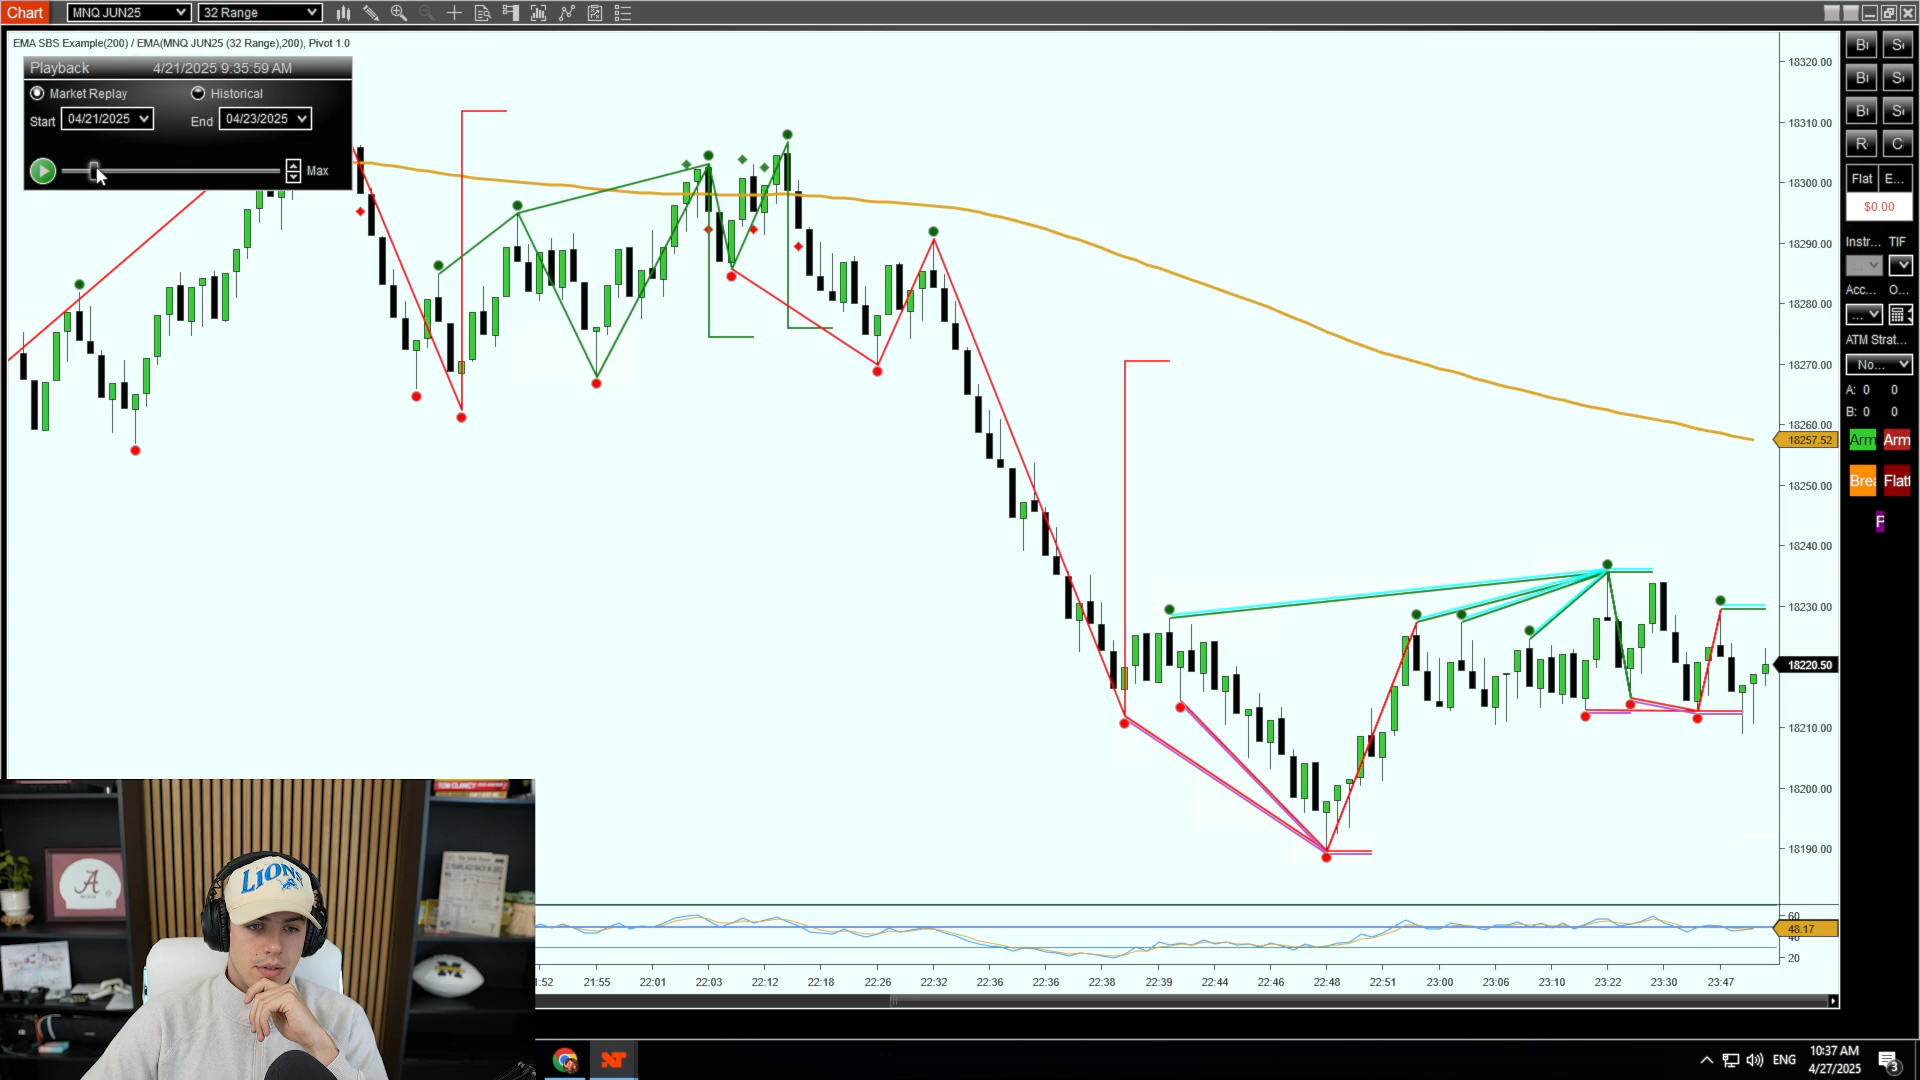 Chart MNQ JUN25 32 Range
EMA SBS Example(200) / EMA(MNQ JUN25 (32 Range),200), Pivot 1.0
Playback 4/21/2025 9:35:59 AM
Market Replay Historical
Start 04/21/2025 End 04/23/2025
Max
18320.00
18310.00
18300.00
18290.00
18280.00
18270.00
18260.00
18257.52
18250.00
18240.00
18230.00
18220.50
18210.00
18200.00
18190.00
60
48.17
40
20
:52 21:55 22:01 22:03 22:12 22:18 22:26 22:32 22:36 22:36 22:38 22:39 22:44 22:46 22:48 22:51 23:00 23:06 23:10 23:22 23:30 23:47
Flat E...
$0.00
Instr... TIF
Acc... O...
ATM Strat...
No...
A: 0 0
B: 0 0
Arm Arm
Brea Flatt
F
TOM CLANCY
A
LIONS
M
ENG
10:37 AM
4/27/2025
3